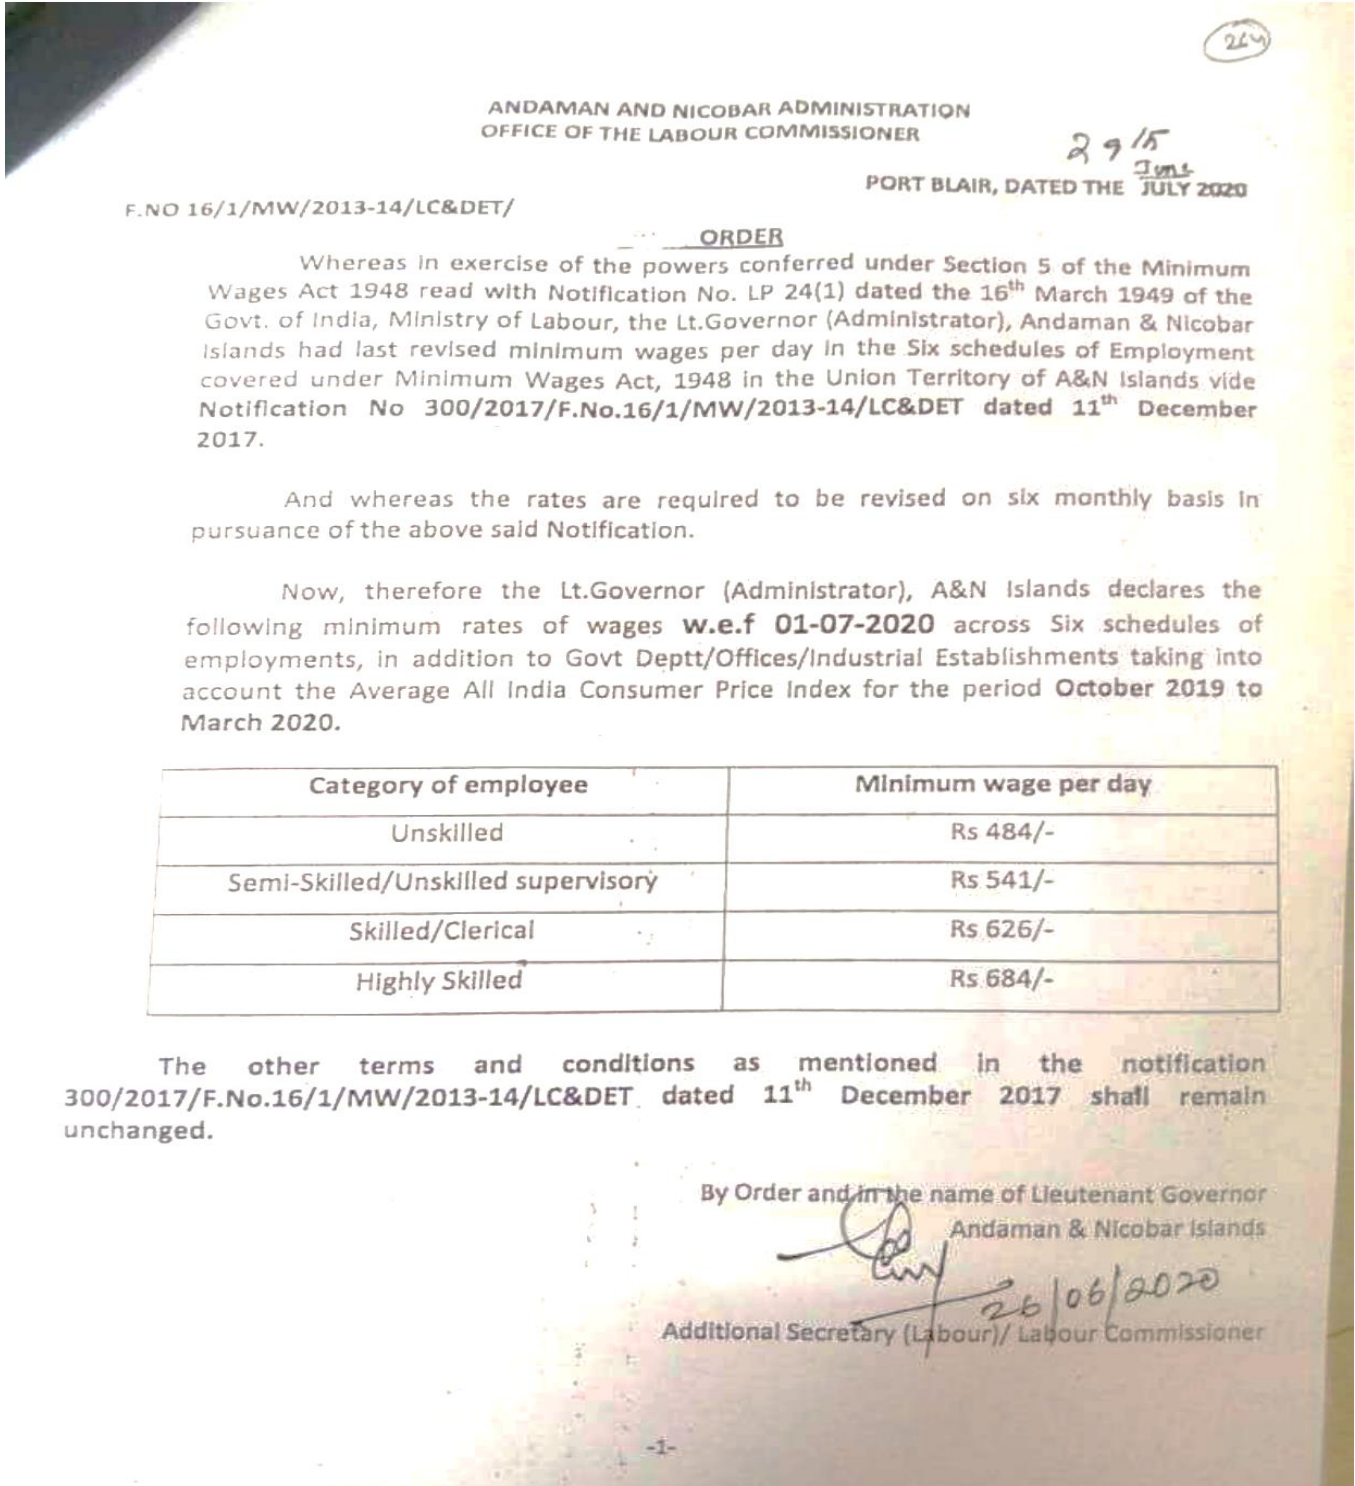 264
ANDAMAN AND NICOBAR ADMINISTRATION
OFFICE OF THE LABOUR COMMISSIONER
29
June
PORT BLAIR, DATED THE JULY 2020
F.NO 16/1/MW/2013-14/LC&DET/
ORDER
Whereas in exercise of the powers conferred under Section 5 of the Minimum
Wages Act 1948 read with Notification No. LP 24(1) dated the 16th March 1949 of the
Govt. of India, Ministry of Labour, the Lt.Governor (Administrator), Andaman & Nicobar
Islands had last revised minimum wages per day in the Six schedules of Employment
covered under Minimum Wages Act, 1948 in the Union Territory of A&N Islands vide
Notification No 300/2017/F.No.16/1/MW/2013-14/LC&DET dated 11th December
2017.
And whereas the rates are required to be revised on six monthly basis in
pursuance of the above said Notification.
Now, therefore the Lt.Governor (Administrator), A&N Islands declares the
following minimum rates of wages w.e.f 01-07-2020 across Six schedules of
employments, in addition to Govt Deptt/Offices/Industrial Establishments taking into
account the Average All India Consumer Price Index for the period October 2019 to
March 2020.
Category of employee Minimum wage per day
Unskilled Rs 484/-
Semi-Skilled/Unskilled supervisory Rs 541/-
Skilled/Clerical Rs 626/-
Highly Skilled Rs 684/-
The other terms and conditions as mentioned in the notification
300/2017/F.No.16/1/MW/2013-14/LC&DET dated 11th December 2017 shall remain
unchanged.
By Order and in the name of Lieutenant Governor
Andaman & Nicobar Islands
26/06/2020
Additional Secretary (Labour)/ Labour Commissioner
-1-